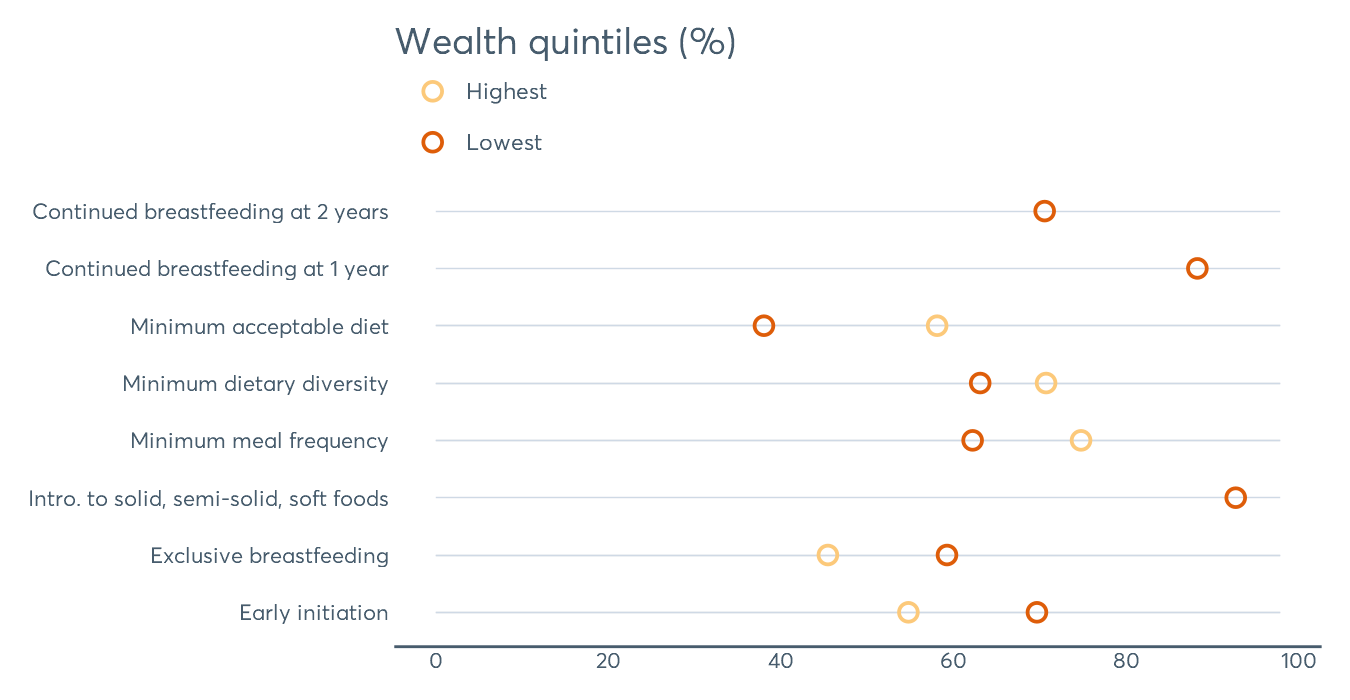 Wealth quintiles (%)
Highest
Lowest
Continued breastfeeding at 2 years
Continued breastfeeding at 1 year
Minimum acceptable diet
Minimum dietary diversity
Minimum meal frequency
Intro. to solid, semi-solid, soft foods
Exclusive breastfeeding
Early initiation
0 20 40 60 80 100